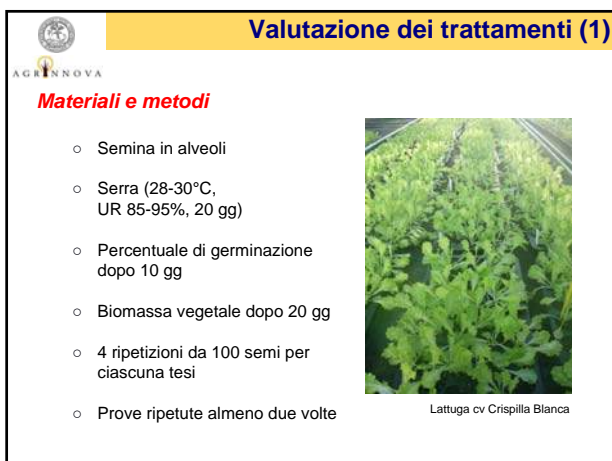 Valutazione dei trattamenti (1)
AGRINNOVA
Materiali e metodi
○ Semina in alveoli
○ Serra (28-30°C,
UR 85-95%, 20 gg)
○ Percentuale di germinazione
dopo 10 gg
○ Biomassa vegetale dopo 20 gg
○ 4 ripetizioni da 100 semi per
ciascuna tesi
○ Prove ripetute almeno due volte
Lattuga cv Crispilla Blanca